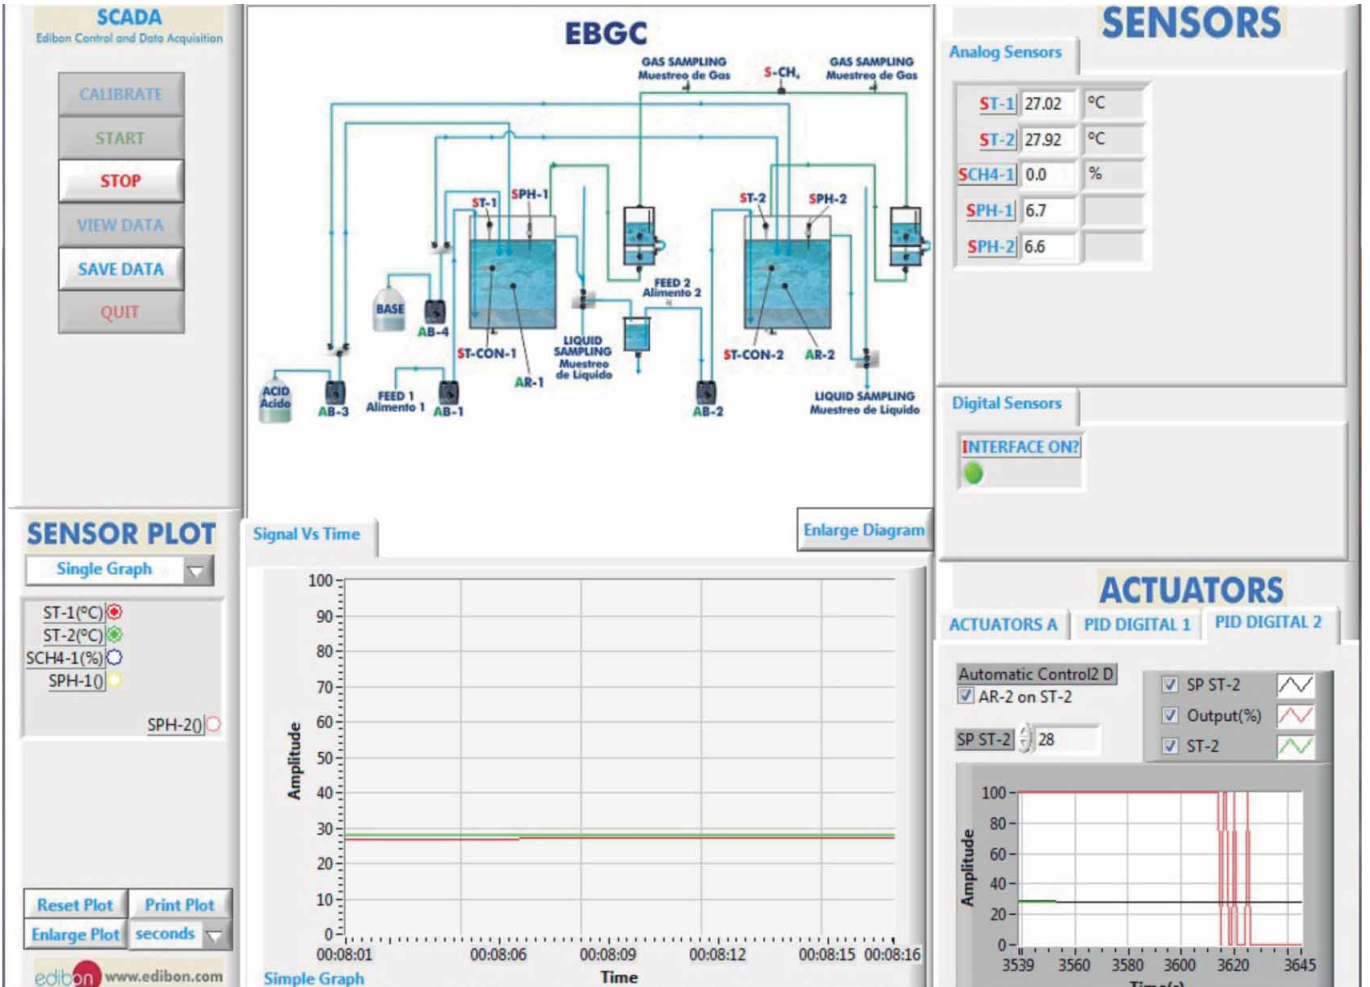 SCADA
Edibon Control and Data Acquisition
CALIBRATE
START
STOP
VIEW DATA
SAVE DATA
QUIT
EBGC
GAS SAMPLING
Muestreo de Gas
S-CH₄
GAS SAMPLING
Muestreo de Gas
ST-1
SPH-1
ST-2
SPH-2
FEED 2
Alimento 2
BASE
AB-4
LIQUID
SAMPLING
Muestreo
de Liquido
ST-CON-1
AR-1
ST-CON-2
AR-2
ACID
Acido
AB-3
FEED 1
Alimento 1
AB-1
AB-2
LIQUID SAMPLING
Muestreo de Liquido
Enlarge Diagram
SENSORS
Analog Sensors
ST-1 27.02 ºC
ST-2 27.92 ºC
SCH4-1 0.0 %
SPH-1 6.7
SPH-2 6.6
Digital Sensors
INTERFACE ON?
SENSOR PLOT
Single Graph
ST-1(ºC)
ST-2(ºC)
SCH4-1(%)
SPH-1()
SPH-2()
Reset Plot
Print Plot
Enlarge Plot
seconds
edibon
www.edibon.com
Signal Vs Time
Amplitude
100
90
80
70
60
50
40
30
20
10
0
00:08:01 00:08:06 00:08:09 00:08:12 00:08:15 00:08:16
Time
Simple Graph
ACTUATORS
ACTUATORS A
PID DIGITAL 1
PID DIGITAL 2
Automatic Control2 D
AR-2 on ST-2
SP ST-2 28
SP ST-2
Output(%)
ST-2
Amplitude
100
80
60
40
20
0
3539 3560 3580 3600 3620 3645
Time(s)